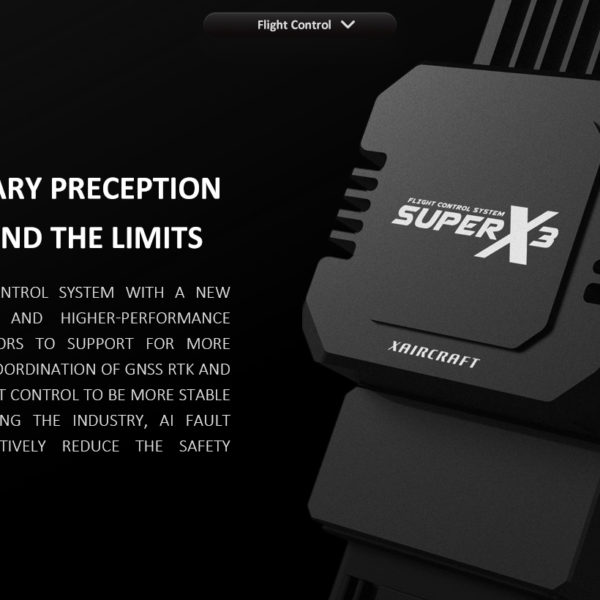 Flight Control
ARY PRECEPTION
ND THE LIMITS
NTROL SYSTEM WITH A NEW
AND HIGHER-PERFORMANCE
ORS TO SUPPORT FOR MORE
OORDINATION OF GNSS RTK AND
T CONTROL TO BE MORE STABLE
NG THE INDUSTRY, AI FAULT
TIVELY REDUCE THE SAFETY
FLIGHT CONTROL SYSTEM
SUPERX3
XAIRCRAFT